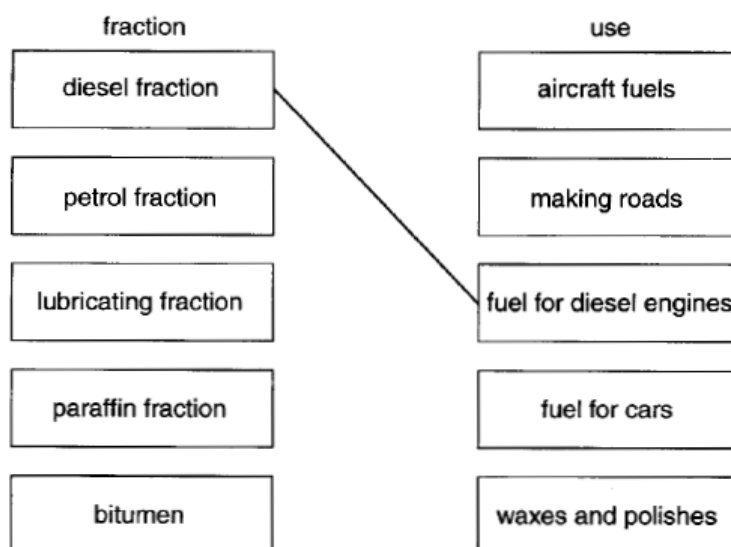 fraction
use
diesel fraction
aircraft fuels
petrol fraction
making roads
lubricating fraction
fuel for diesel engines
paraffin fraction
fuel for cars
bitumen
waxes and polishes